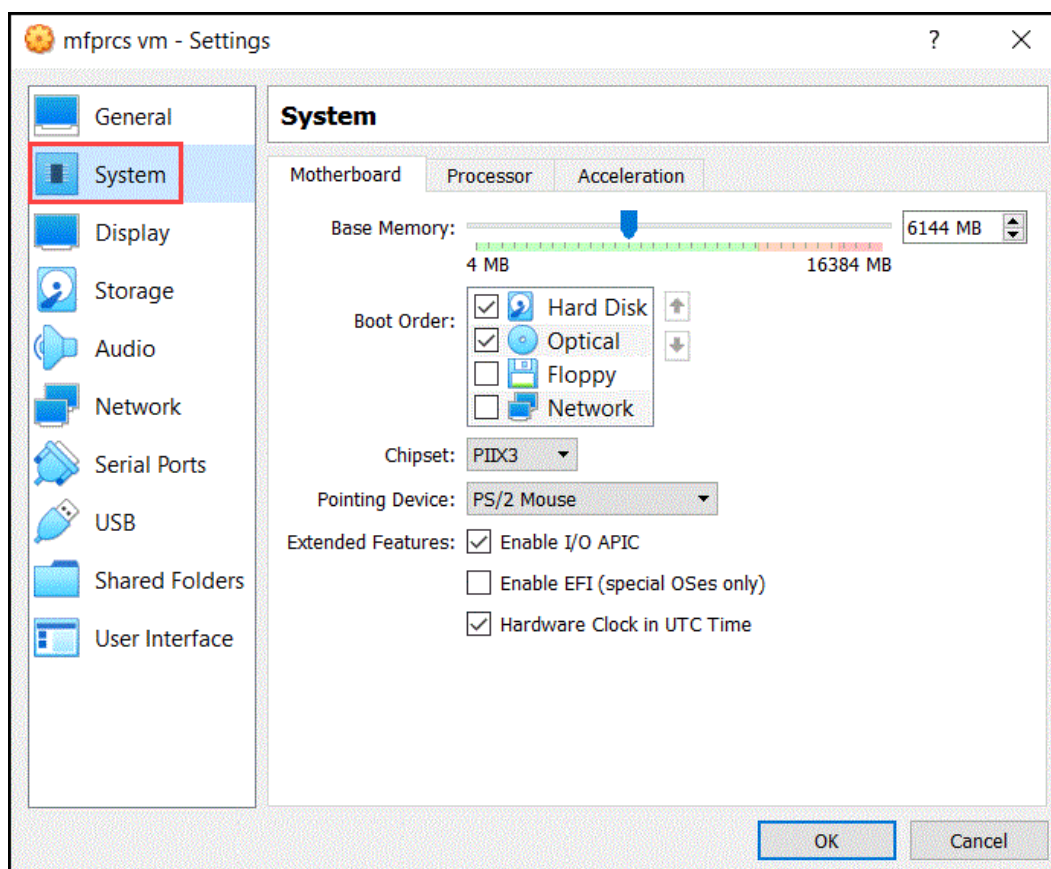 mfprcs vm - Settings
?
General
System
Display
Storage
Audio
Network
Serial Ports
USB
Shared Folders
User Interface
System
Motherboard
Processor
Acceleration
Base Memory:
6144 MB
4 MB
16384 MB
Boot Order:
Hard Disk
Optical
Floppy
Network
Chipset:
PIIX3
Pointing Device:
PS/2 Mouse
Extended Features:
Enable I/O APIC
Enable EFI (special OSes only)
Hardware Clock in UTC Time
OK
Cancel